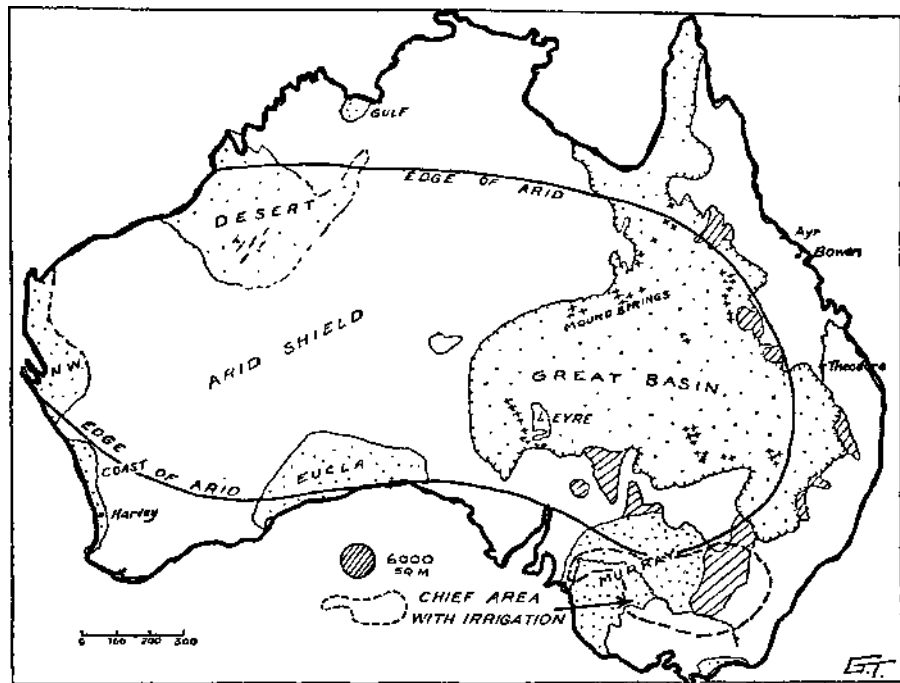 GULF
EDGE OF ARID
DESERT
Ayr
Bowen
MOUND SPRINGS
ARID SHIELD
N.W.
GREAT BASIN
Theodore
L. EYRE
EDGE OF ARID
COAST
EUCLA
Harvey
6000
SQ M
MURRAY
CHIEF AREA
WITH IRRIGATION
0 100 200 300
G.T.